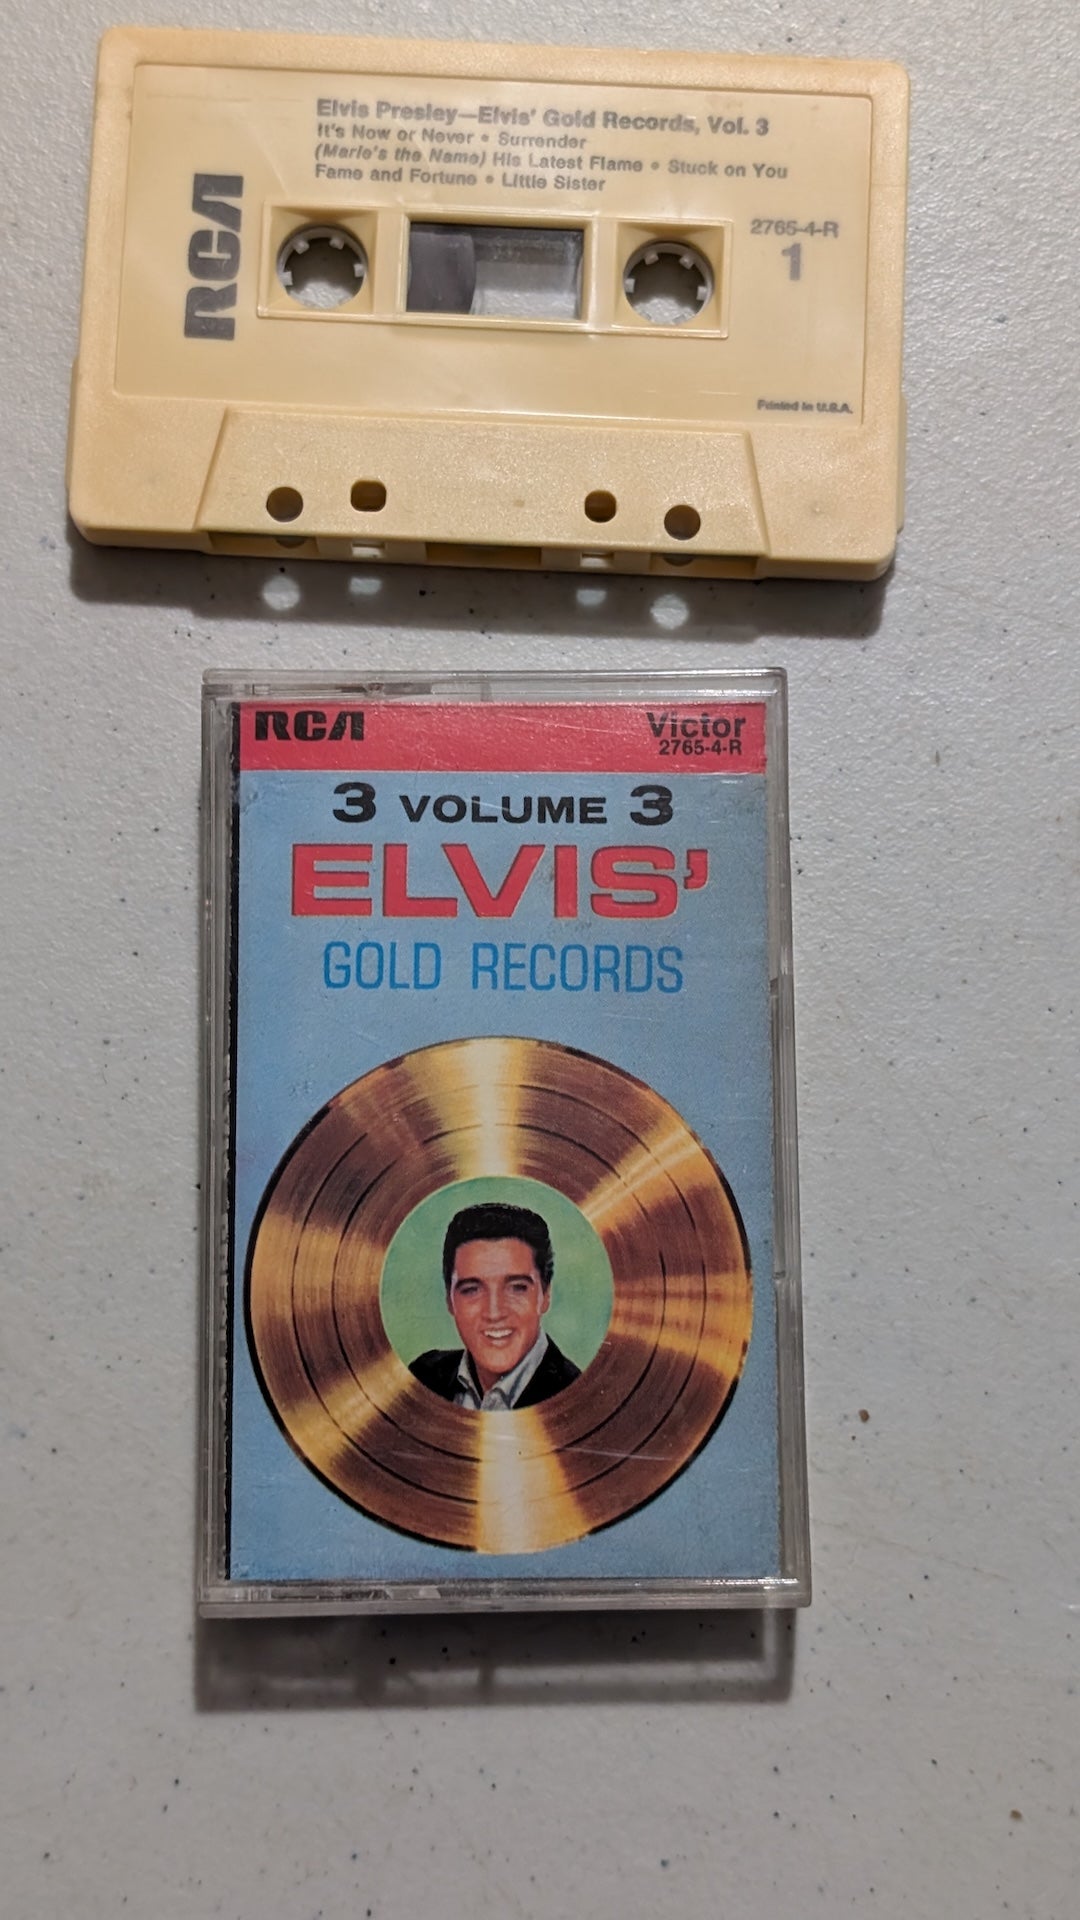 Elvis Presley—Elvis' Gold Records, Vol. 3
It's Now or Never • Surrender
(Marie's the Name) His Latest Flame • Stuck on You
Fame and Fortune • Little Sister
RCA
2765-4-R
1
Printed in U.S.A.
RCA Victor
2765-4-R
3 VOLUME 3
ELVIS'
GOLD RECORDS